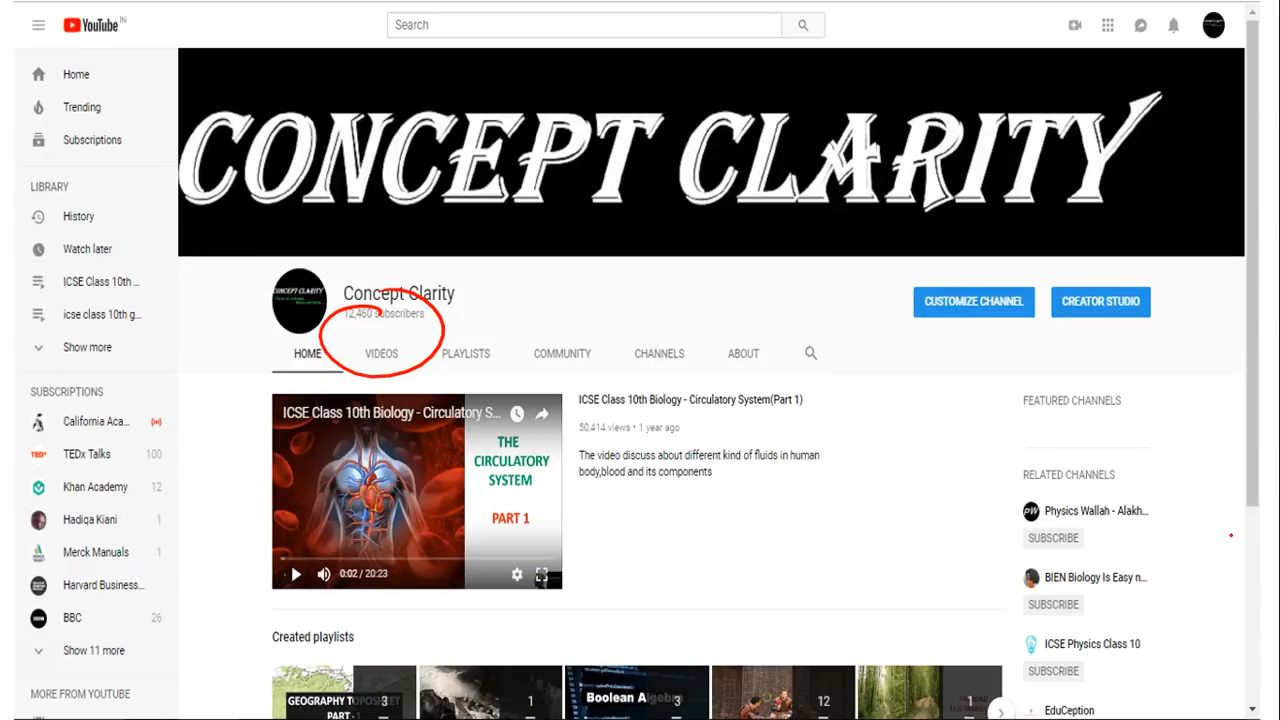 YouTube IN
Search
Home
Trending
Subscriptions
LIBRARY
History
Watch later
ICSE Class 10th ...
icse class 10th g...
Show more
SUBSCRIPTIONS
California Aca...
TEDx Talks 100
Khan Academy 12
Hadiqa Kiani 1
Merck Manuals 1
Harvard Business...
BBC 26
Show 11 more
MORE FROM YOUTUBE
CONCEPT CLARITY
CONCEPT CLARITY
Concept Clarity
12,460 subscribers
CUSTOMIZE CHANNEL
CREATOR STUDIO
HOME VIDEOS PLAYLISTS COMMUNITY CHANNELS ABOUT
ICSE Class 10th Biology - Circulatory S...
THE
CIRCULATORY
SYSTEM
PART 1
0:02 / 20:23
ICSE Class 10th Biology - Circulatory System(Part 1)
50,414 views • 1 year ago
The video discuss about different kind of fluids in human
body,blood and its components
Created playlists
GEOGRAPHY TOPOSHEET
PART -
3
1
Boolean Algebra
3
12
1
FEATURED CHANNELS
RELATED CHANNELS
PW
Physics Wallah - Alakh...
SUBSCRIBE
BIEN Biology Is Easy n...
SUBSCRIBE
ICSE Physics Class 10
SUBSCRIBE
EduCeption